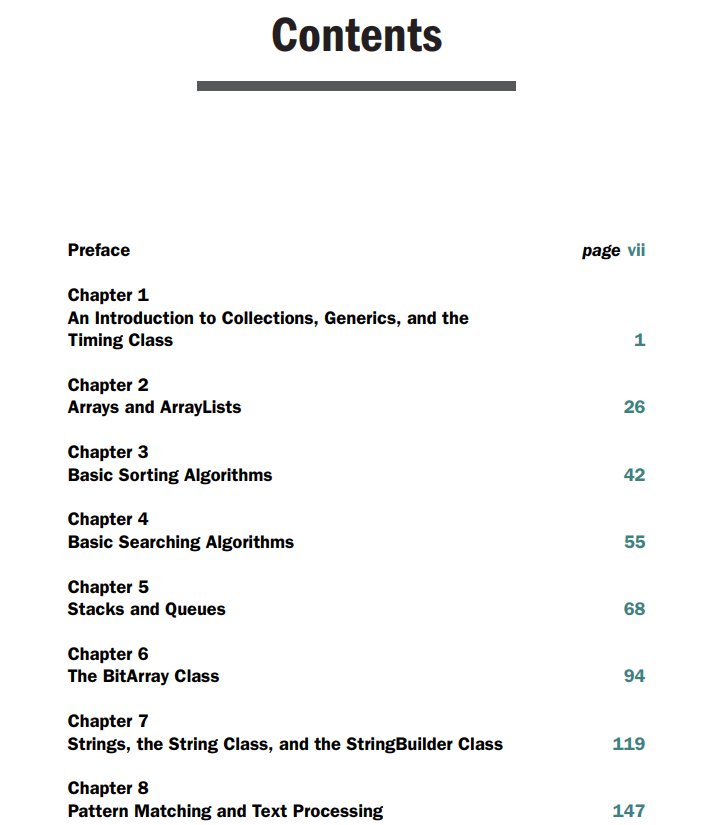 Contents
Preface page vii
Chapter 1
An Introduction to Collections, Generics, and the
Timing Class 1
Chapter 2
Arrays and ArrayLists 26
Chapter 3
Basic Sorting Algorithms 42
Chapter 4
Basic Searching Algorithms 55
Chapter 5
Stacks and Queues 68
Chapter 6
The BitArray Class 94
Chapter 7
Strings, the String Class, and the StringBuilder Class 119
Chapter 8
Pattern Matching and Text Processing 147